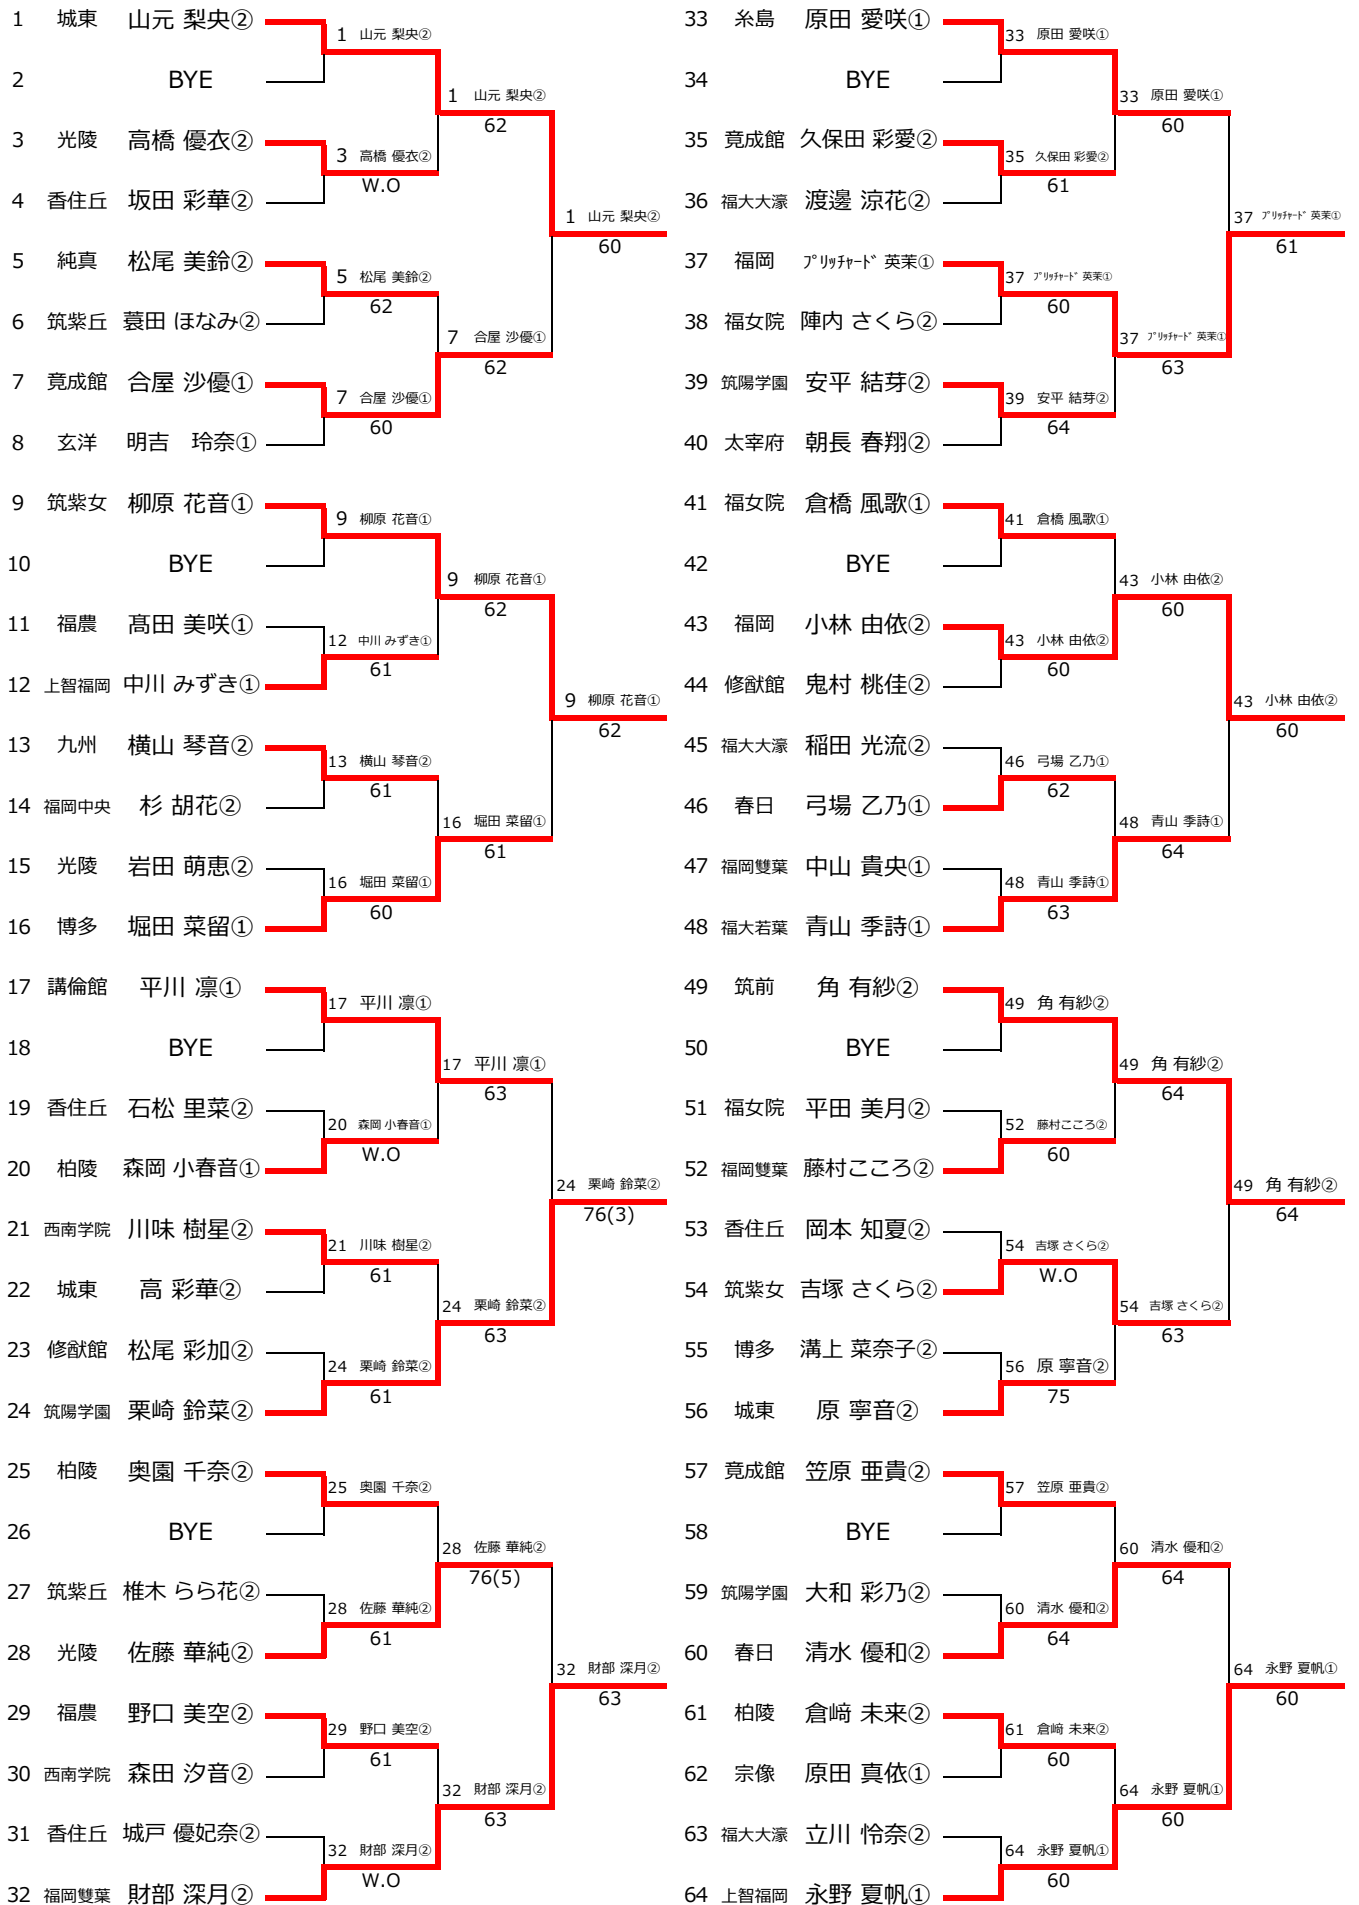 1 城東 山元 梨央②
1 山元 梨央②
2 BYE
1 山元 梨央②
62
3 光陵 高橋 優衣②
3 高橋 優衣②
W.O
4 香住丘 坂田 彩華②
1 山元 梨央②
60
5 純真 松尾 美鈴②
5 松尾 美鈴②
62
6 筑紫丘 蓑田 ほなみ②
7 合屋 沙優①
62
7 竟成館 合屋 沙優①
7 合屋 沙優①
60
8 玄洋 明吉　玲奈①
9 筑紫女 柳原 花音①
9 柳原 花音①
10 BYE
9 柳原 花音①
62
11 福農 髙田 美咲①
12 中川 みずき①
61
12 上智福岡 中川 みずき①
9 柳原 花音①
62
13 九州 横山 琴音②
13 横山 琴音②
61
14 福岡中央 杉 胡花②
16 堀田 菜留①
61
15 光陵 岩田 萌恵②
16 堀田 菜留①
60
16 博多 堀田 菜留①
17 講倫館 平川 凛①
17 平川 凛①
18 BYE
17 平川 凛①
63
19 香住丘 石松 里菜②
20 森岡 小春音①
W.O
20 柏陵 森岡 小春音①
24 栗崎 鈴菜②
76(3)
21 西南学院 川味 樹星②
21 川味 樹星②
61
22 城東 高 彩華②
24 栗崎 鈴菜②
63
23 修猷館 松尾 彩加②
24 栗崎 鈴菜②
61
24 筑陽学園 栗崎 鈴菜②
25 柏陵 奥園 千奈②
25 奥園 千奈②
26 BYE
28 佐藤 華純②
76(5)
27 筑紫丘 椎木 らら花②
28 佐藤 華純②
61
28 光陵 佐藤 華純②
32 財部 深月②
63
29 福農 野口 美空②
29 野口 美空②
61
30 西南学院 森田 汐音②
32 財部 深月②
63
31 香住丘 城戸 優妃奈②
32 財部 深月②
W.O
32 福岡雙葉 財部 深月②
33 糸島 原田 愛咲①
33 原田 愛咲①
34 BYE
33 原田 愛咲①
60
35 竟成館 久保田 彩愛②
35 久保田 彩愛②
61
36 福大大濠 渡邊 涼花②
37 ﾌﾟﾘｯﾁｬｰﾄﾞ 英茉①
61
37 福岡 ﾌﾟﾘｯﾁｬｰﾄﾞ 英茉①
37 ﾌﾟﾘｯﾁｬｰﾄﾞ 英茉①
60
38 福女院 陣内 さくら②
37 ﾌﾟﾘｯﾁｬｰﾄﾞ 英茉①
63
39 筑陽学園 安平 結芽②
39 安平 結芽②
64
40 太宰府 朝長 春翔②
41 福女院 倉橋 風歌①
41 倉橋 風歌①
42 BYE
43 小林 由依②
60
43 福岡 小林 由依②
43 小林 由依②
60
44 修猷館 鬼村 桃佳②
43 小林 由依②
60
45 福大大濠 稲田 光流②
46 弓場 乙乃①
62
46 春日 弓場 乙乃①
48 青山 季詩①
64
47 福岡雙葉 中山 貴央①
48 青山 季詩①
63
48 福大若葉 青山 季詩①
49 筑前 角 有紗②
49 角 有紗②
50 BYE
49 角 有紗②
64
51 福女院 平田 美月②
52 藤村こころ②
60
52 福岡雙葉 藤村こころ②
49 角 有紗②
64
53 香住丘 岡本 知夏②
54 吉塚 さくら②
W.O
54 筑紫女 吉塚 さくら②
54 吉塚 さくら②
63
55 博多 溝上 菜奈子②
56 原 寧音②
75
56 城東 原 寧音②
57 竟成館 笠原 亜貴②
57 笠原 亜貴②
58 BYE
60 清水 優和②
64
59 筑陽学園 大和 彩乃②
60 清水 優和②
64
60 春日 清水 優和②
64 永野 夏帆①
60
61 柏陵 倉﨑 未来②
61 倉﨑 未来②
60
62 宗像 原田 真依①
64 永野 夏帆①
60
63 福大大濠 立川 怜奈②
64 永野 夏帆①
60
64 上智福岡 永野 夏帆①